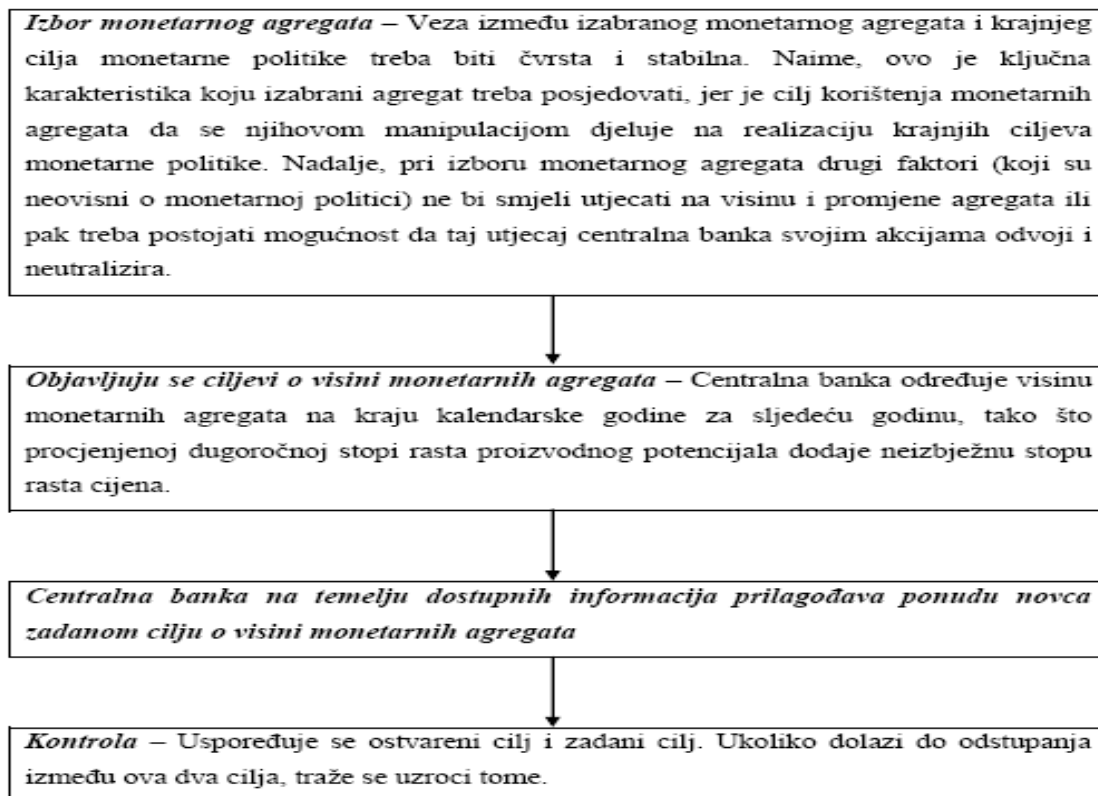 Izbor monetarnog agregata – Veza između izabranog monetarnog agregata i krajnjeg
cilja monetarne politike treba biti čvrsta i stabilna. Naime, ovo je ključna
karakteristika koju izabrani agregat treba posjedovati, jer je cilj korištenja monetarnih
agregata da se njihovom manipulacijom djeluje na realizaciju krajnjih ciljeva
monetarne politike. Nadalje, pri izboru monetarnog agregata drugi faktori (koji su
neovisni o monetarnoj politici) ne bi smjeli utjecati na visinu i promjene agregata ili
pak treba postojati mogućnost da taj utjecaj centralna banka svojim akcijama odvoji i
neutralizira.
Objavljuju se ciljevi o visini monetarnih agregata – Centralna banka određuje visinu
monetarnih agregata na kraju kalendarske godine za sljedeću godinu, tako što
procjenjenoj dugoročnoj stopi rasta proizvodnog potencijala dodaje neizbježnu stopu
rasta cijena.
Centralna banka na temelju dostupnih informacija prilagođava ponudu novca
zadanom cilju o visini monetarnih agregata
Kontrola – Uspoređuje se ostvareni cilj i zadani cilj. Ukoliko dolazi do odstupanja
između ova dva cilja, traže se uzroci tome.